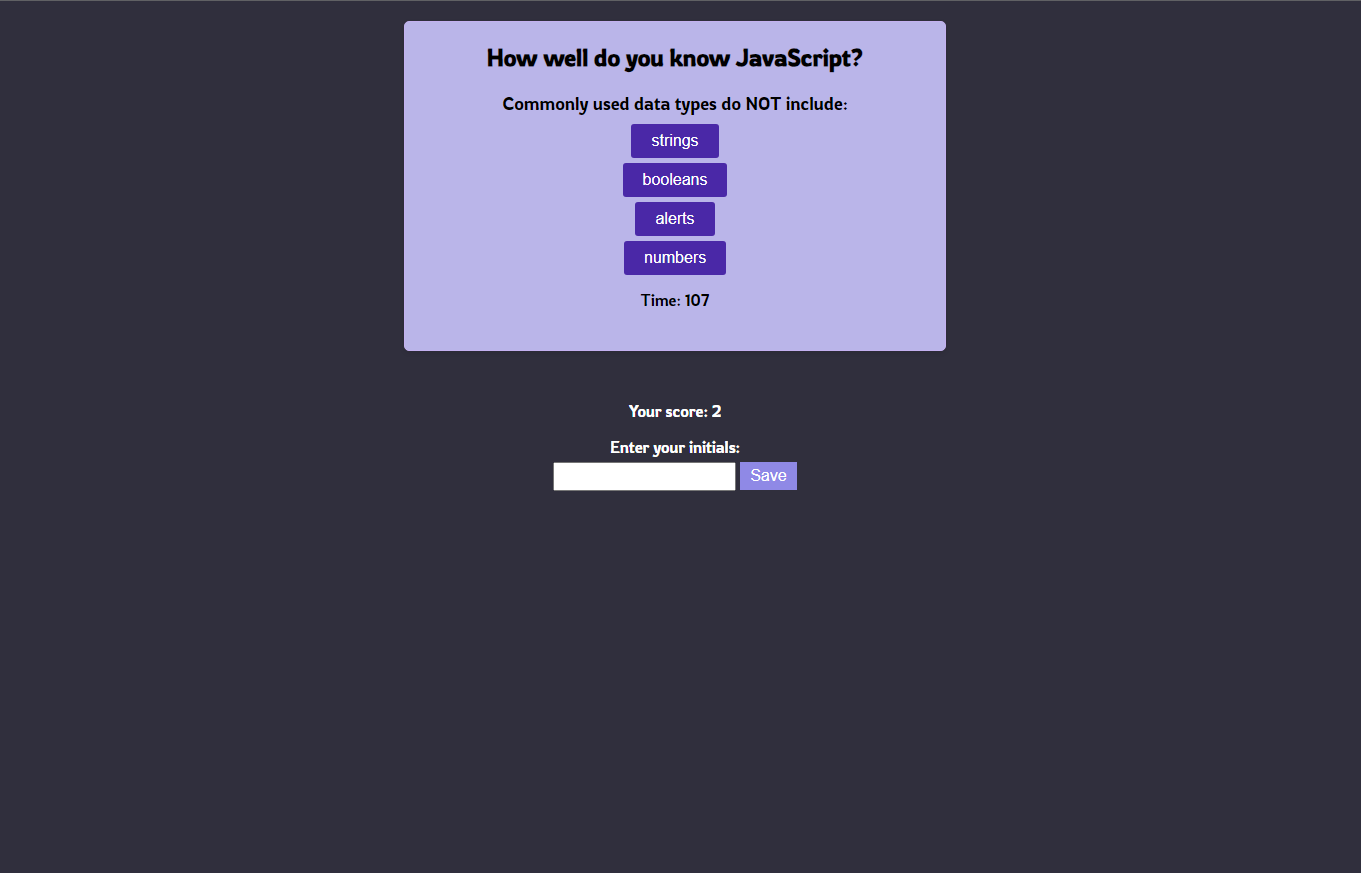 How well do you know JavaScript?
Commonly used data types do NOT include:
strings
booleans
alerts
numbers
Time: 107
Your score: 2
Enter your initials:
Save